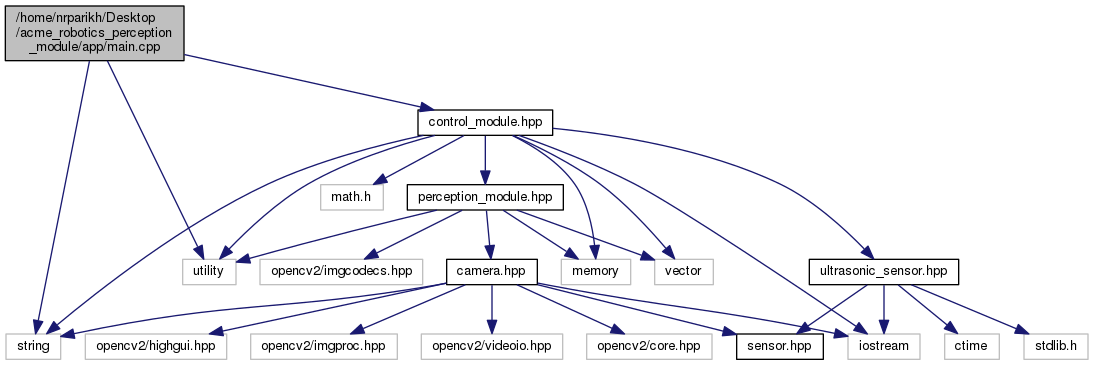 /home/nrparikh/Desktop
/acme_robotics_perception
_module/app/main.cpp
control_module.hpp
math.h
perception_module.hpp
utility
opencv2/imgcodecs.hpp
camera.hpp
memory
vector
ultrasonic_sensor.hpp
string
opencv2/highgui.hpp
opencv2/imgproc.hpp
opencv2/videoio.hpp
opencv2/core.hpp
sensor.hpp
iostream
ctime
stdlib.h